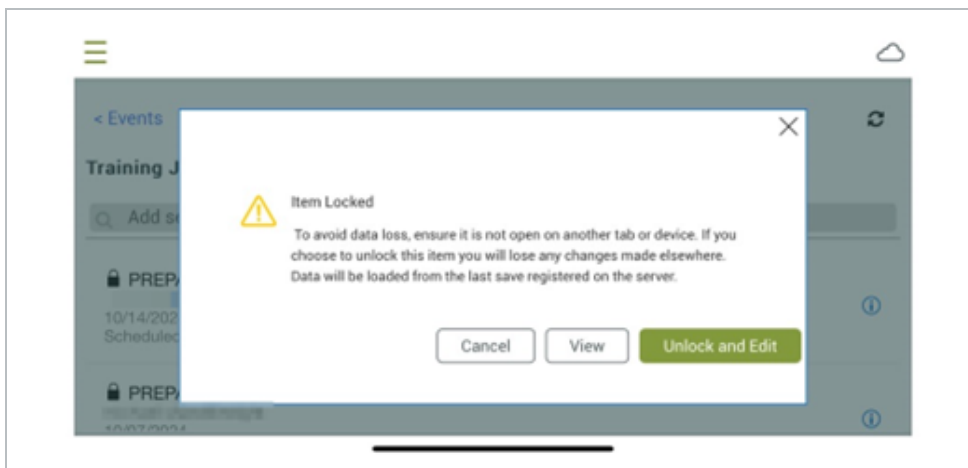 < Events
Training J
Add se
Item Locked
To avoid data loss, ensure it is not open on another tab or device. If you
choose to unlock this item you will lose any changes made elsewhere.
Data will be loaded from the last save registered on the server.
PREPA
10/14/202
Scheduled
Cancel View Unlock and Edit
PREPA
10/07/2024